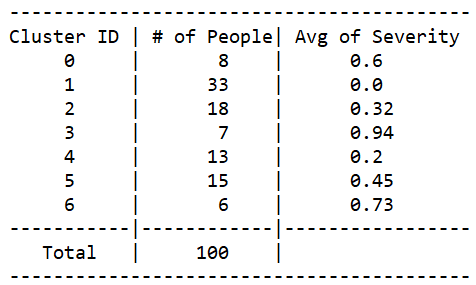 -----------------------------------------
Cluster ID | # of People| Avg of Severity
0 | 8 | 0.6
1 | 33 | 0.0
2 | 18 | 0.32
3 | 7 | 0.94
4 | 13 | 0.2
5 | 15 | 0.45
6 | 6 | 0.73
-----------|------------|-----------------
Total | 100 |
-----------------------------------------